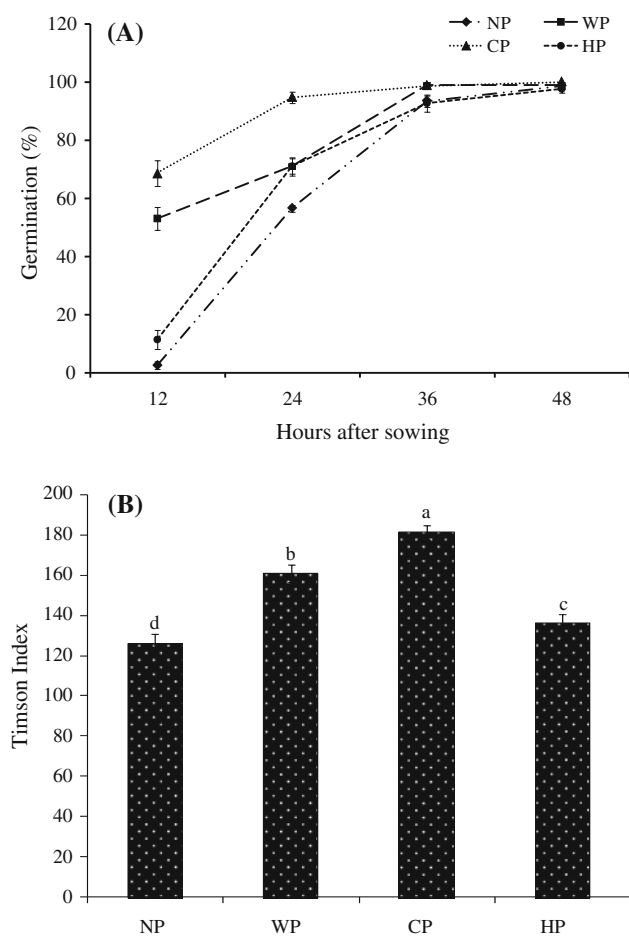 (A)
NP WP
CP HP
120
100
80
60
40
20
0
Germination (%)
12 24 36 48
Hours after sowing
(B)
200
180
160
140
120
100
80
60
40
20
0
Timson Index
d
b
a
c
NP WP CP HP